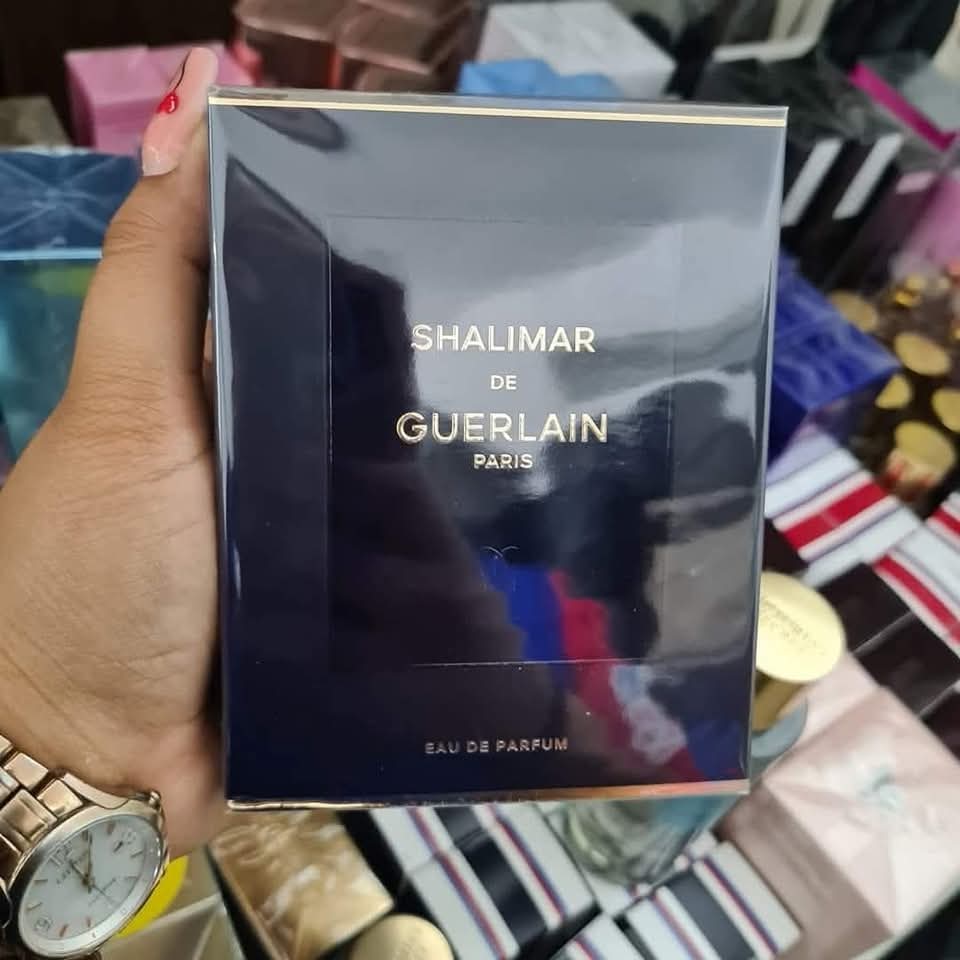 SHALIMAR
DE
GUERLAIN
PARIS
EAU DE PARFUM